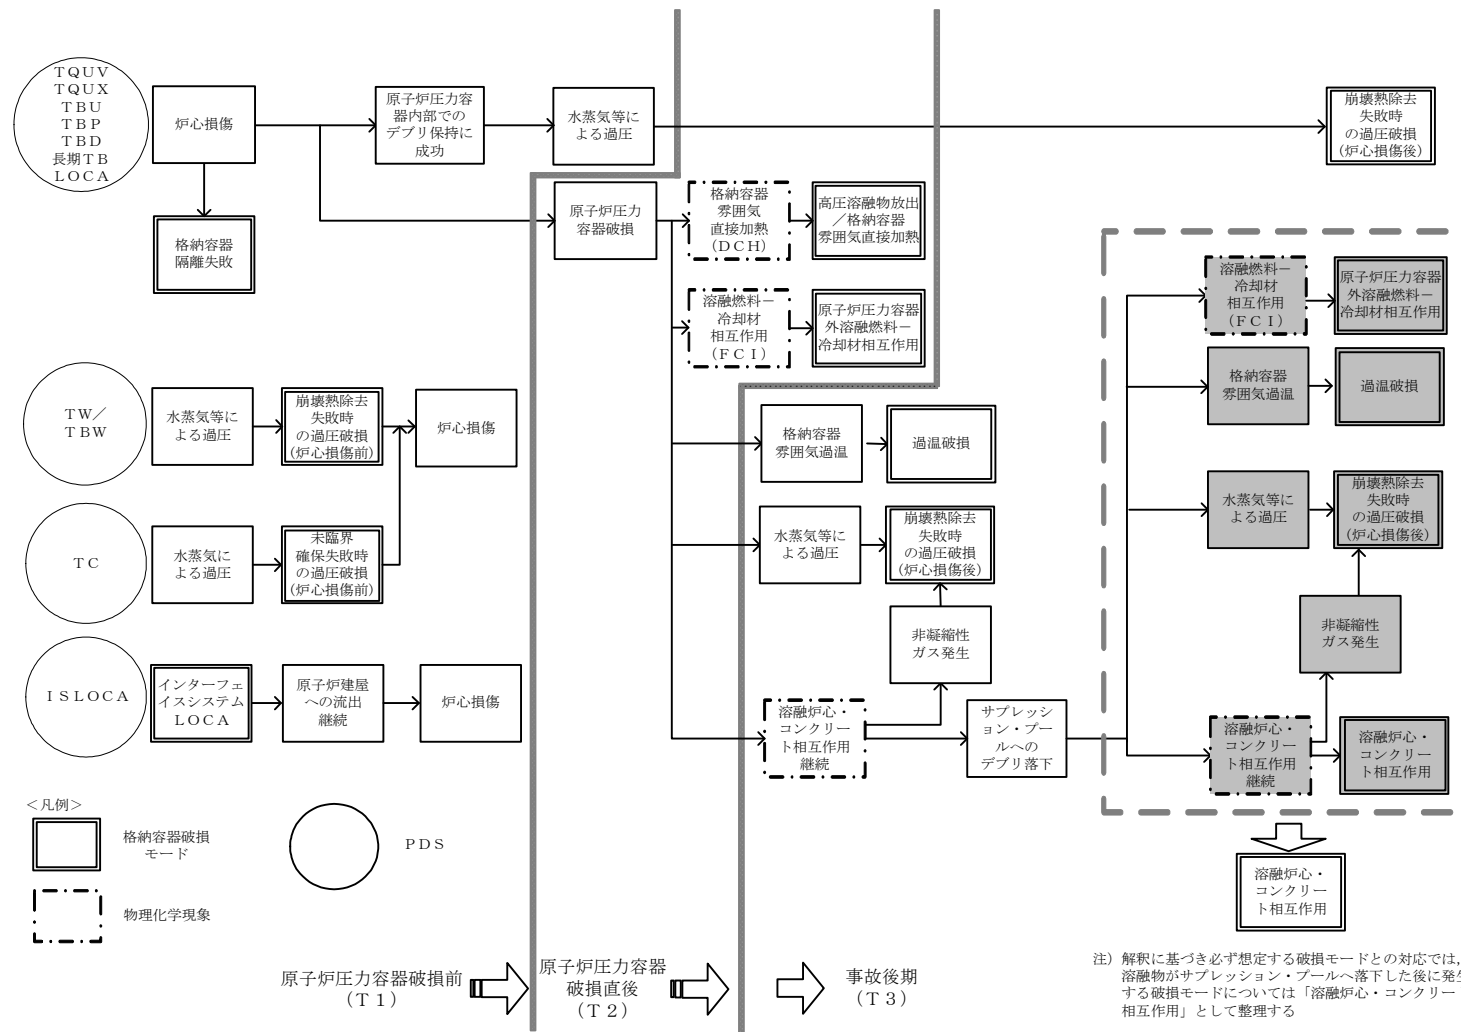 ＴＱＵＶ
ＴＱＵＸ
ＴＢＵ
ＴＢＰ
ＴＢＤ
長期ＴＢ
ＬＯＣＡ
炉心損傷
原子炉圧力容
器内部での
デブリ保持に
成功
水蒸気等に
よる過圧
崩壊熱除去
失敗時
の過圧破損
(炉心損傷後)
格納容器
隔離失敗
原子炉圧力
容器破損
格納容器
雰囲気
直接加熱
(ＤＣＨ)
高圧溶融物放出
／格納容器
雰囲気直接加熱
溶融燃料－
冷却材
相互作用
(ＦＣＩ)
原子炉圧力容器
外溶融燃料－
冷却材相互作用
溶融燃料－
冷却材
相互作用
(ＦＣＩ)
原子炉圧力容器
外溶融燃料－
冷却材相互作用
格納容器
雰囲気過温
過温破損
ＴＷ／
ＴＢＷ
水蒸気等に
よる過圧
崩壊熱除去
失敗時
の過圧破損
(炉心損傷前)
炉心損傷
格納容器
雰囲気過温
過温破損
水蒸気等に
よる過圧
崩壊熱除去
失敗時
の過圧破損
(炉心損傷後)
ＴＣ
水蒸気に
よる過圧
未臨界
確保失敗時
の過圧破損
(炉心損傷前)
水蒸気等に
よる過圧
崩壊熱除去
失敗時
の過圧破損
(炉心損傷後)
非凝縮性
ガス発生
非凝縮性
ガス発生
ＩＳＬＯＣＡ
インターフェ
イスシステム
ＬＯＣＡ
原子炉建屋
への流出
継続
炉心損傷
溶融炉心・
コンクリー
ト相互作用
継続
サプレッシ
ョン・プー
ルへの
デブリ落下
溶融炉心・
コンクリー
ト相互作用
継続
溶融炉心・
コンクリー
ト相互作用
＜凡例＞
格納容器破損
モード
ＰＤＳ
物理化学現象
溶融炉心・
コンクリー
ト相互作用
原子炉圧力容器破損前
(Ｔ１)
原子炉圧力容器
破損直後
(Ｔ２)
事故後期
(Ｔ３)
注）解釈に基づき必ず想定する破損モードとの対応では，
溶融物がサプレッション・プールへ落下した後に発生
する破損モードについては「溶融炉心・コンクリー
相互作用」として整理する